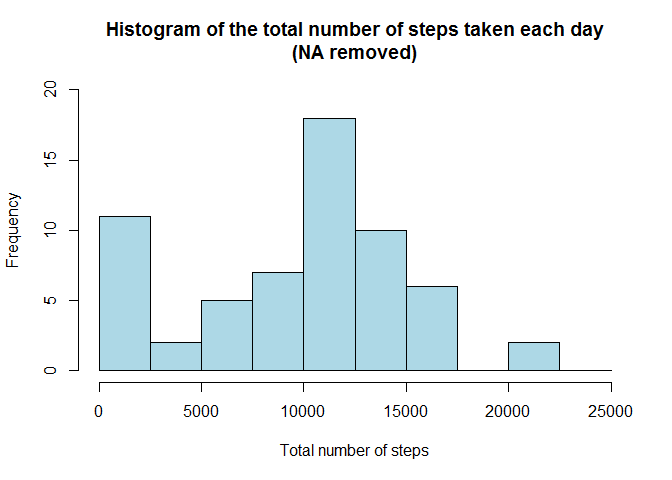 Histogram of the total number of steps taken each day
(NA removed)
20
15
10
5
0
Frequency
0 5000 10000 15000 20000 25000
Total number of steps